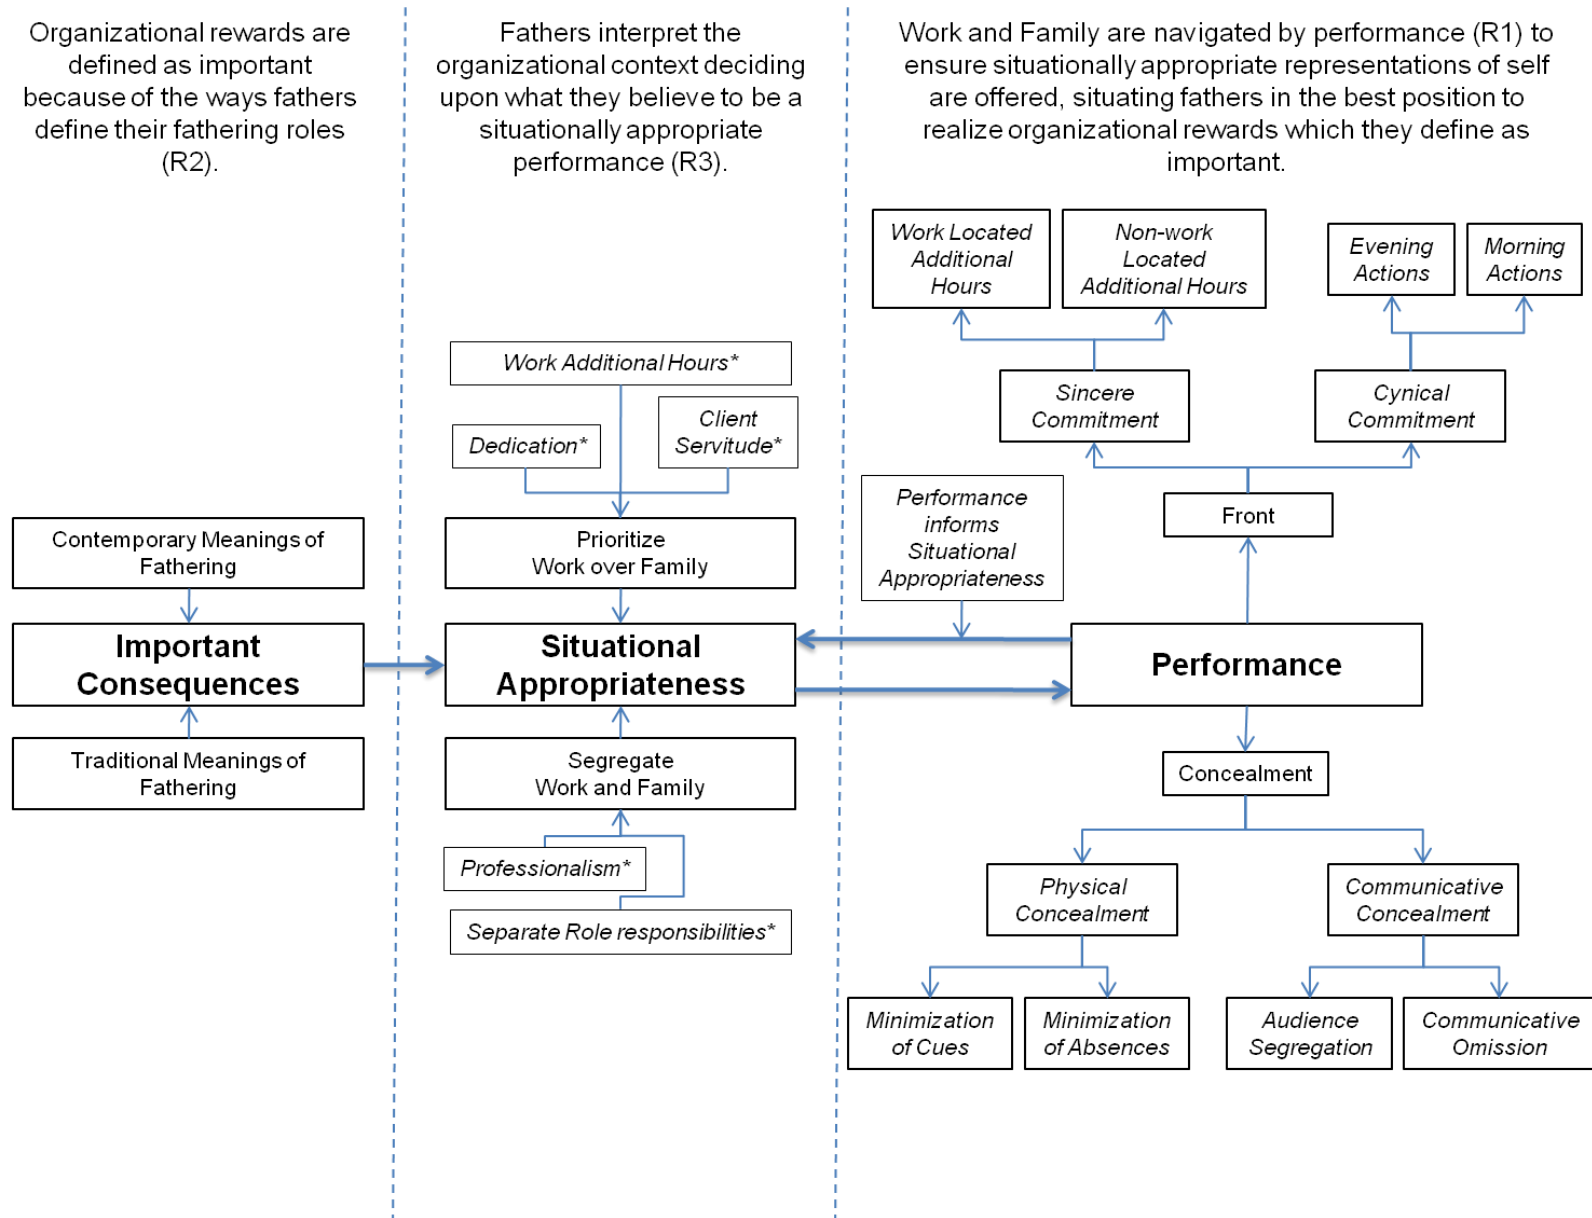 Organizational rewards are
defined as important
because of the ways fathers
define their fathering roles
(R2).
Fathers interpret the
organizational context deciding
upon what they believe to be a
situationally appropriate
performance (R3).
Work and Family are navigated by performance (R1) to
ensure situationally appropriate representations of self
are offered, situating fathers in the best position to
realize organizational rewards which they define as
important.
Contemporary Meanings of
Fathering
Important
Consequences
Traditional Meanings of
Fathering
Work Additional Hours*
Dedication*
Client
Servitude*
Prioritize
Work over Family
Situational
Appropriateness
Segregate
Work and Family
Professionalism*
Separate Role responsibilities*
Work Located
Additional
Hours
Non-work
Located
Additional Hours
Evening
Actions
Morning
Actions
Sincere
Commitment
Cynical
Commitment
Performance
informs
Situational
Appropriateness
Front
Performance
Concealment
Physical
Concealment
Communicative
Concealment
Minimization
of Cues
Minimization
of Absences
Audience
Segregation
Communicative
Omission